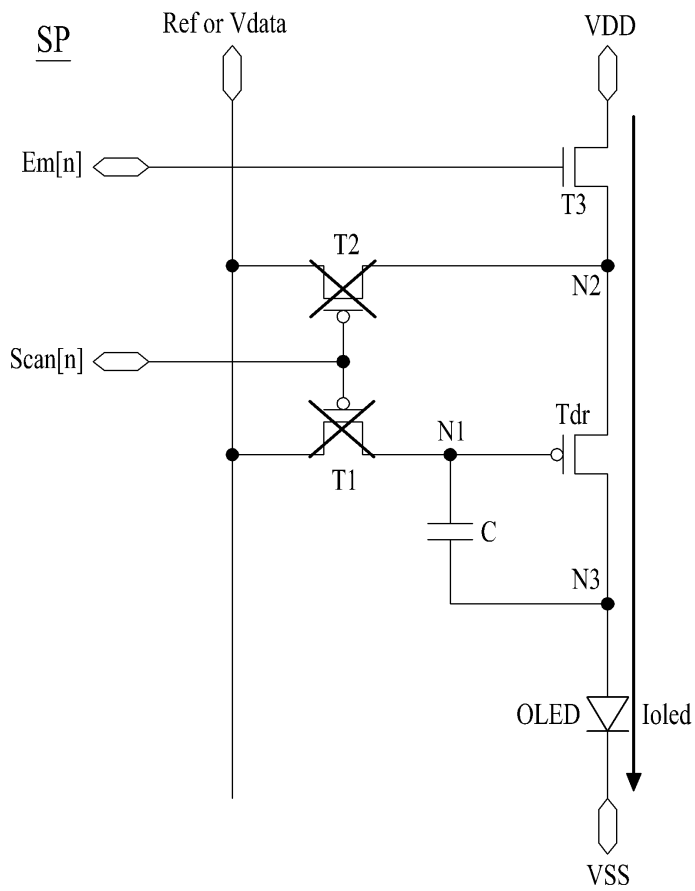 SP
Ref or Vdata
VDD
Em[n]
T3
T2
N2
Scan[n]
Tdr
N1
T1
C
N3
OLED
Ioled
VSS